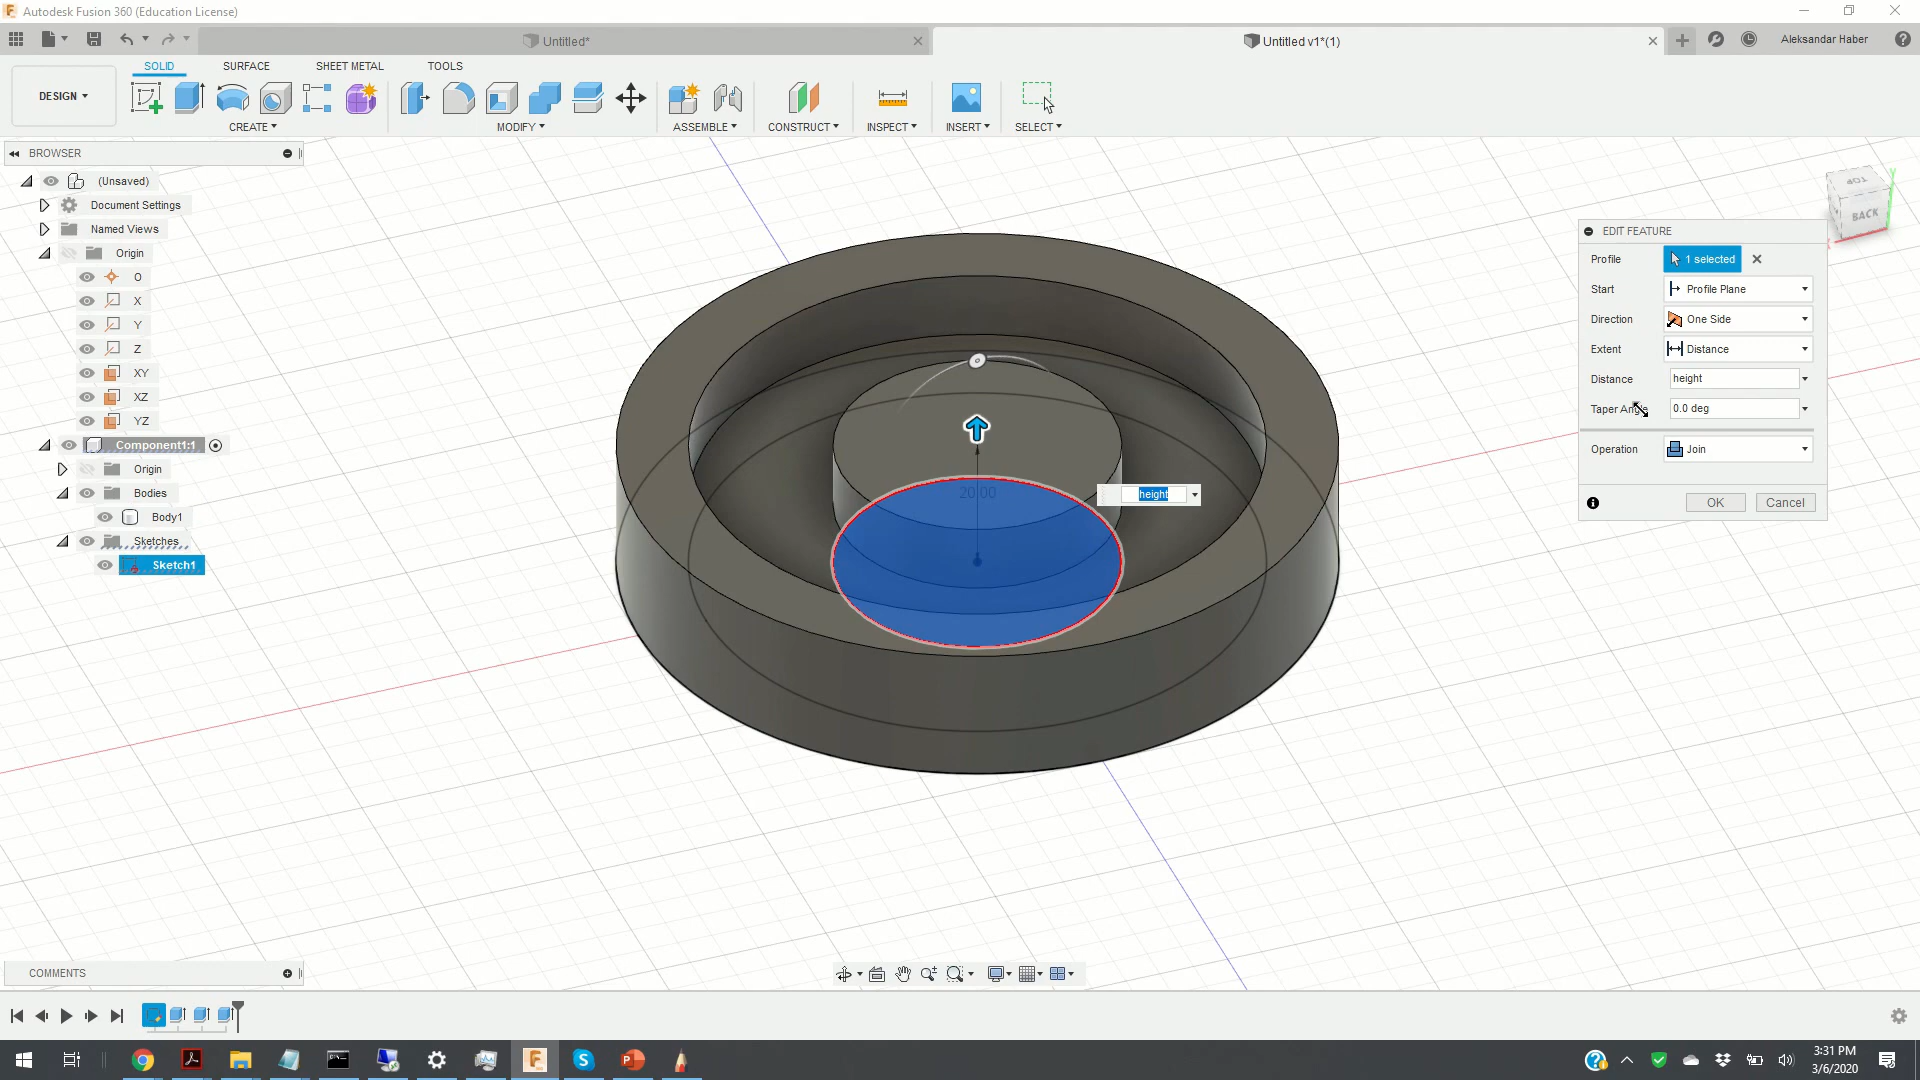 Autodesk Fusion 360 (Education License)
Untitled*
Untitled v1*(1)
Aleksandar Haber
DESIGN
SOLID
SURFACE
SHEET METAL
TOOLS
CREATE
MODIFY
ASSEMBLE
CONSTRUCT
INSPECT
INSERT
SELECT
BROWSER
(Unsaved)
Document Settings
Named Views
Origin
O
X
Y
Z
XY
XZ
YZ
Component1:1
Origin
Bodies
Body1
Sketches
Sketch1
20.00
height
TOP
BACK
Y
EDIT FEATURE
Profile
1 selected
Start
Profile Plane
Direction
One Side
Extent
Distance
Distance
height
Taper Angle
0.0 deg
Operation
Join
OK
Cancel
COMMENTS
3:31 PM
3/6/2020